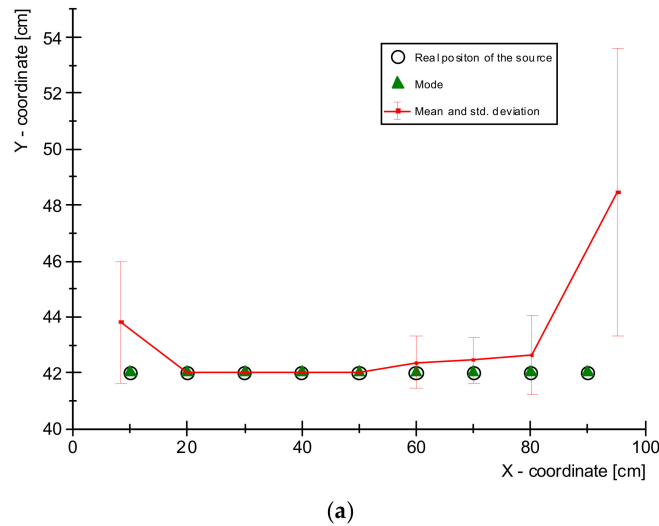 Y - coordinate [cm]
54
52
50
48
46
44
42
40
0
20
40
60
80
100
X - coordinate [cm]
Real positon of the source
Mode
Mean and std. deviation
(a)